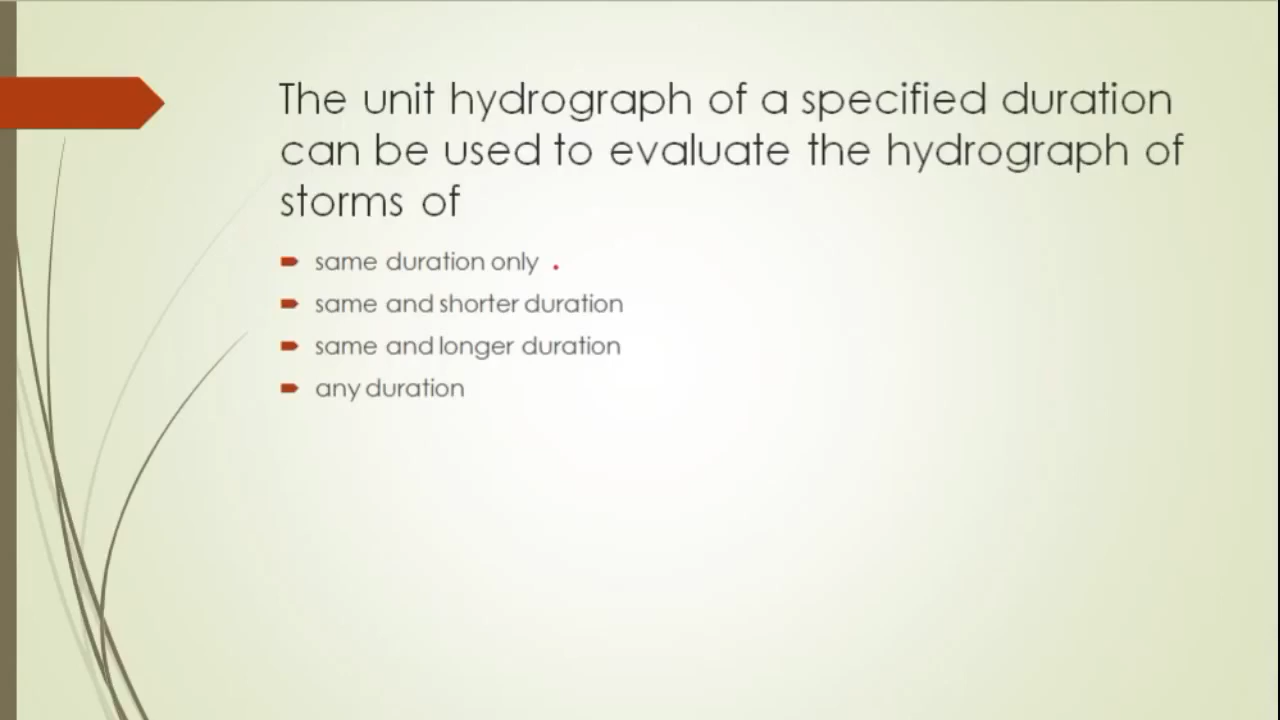 The unit hydrograph of a specified duration
can be used to evaluate the hydrograph of
storms of
same duration only
same and shorter duration
same and longer duration
any duration